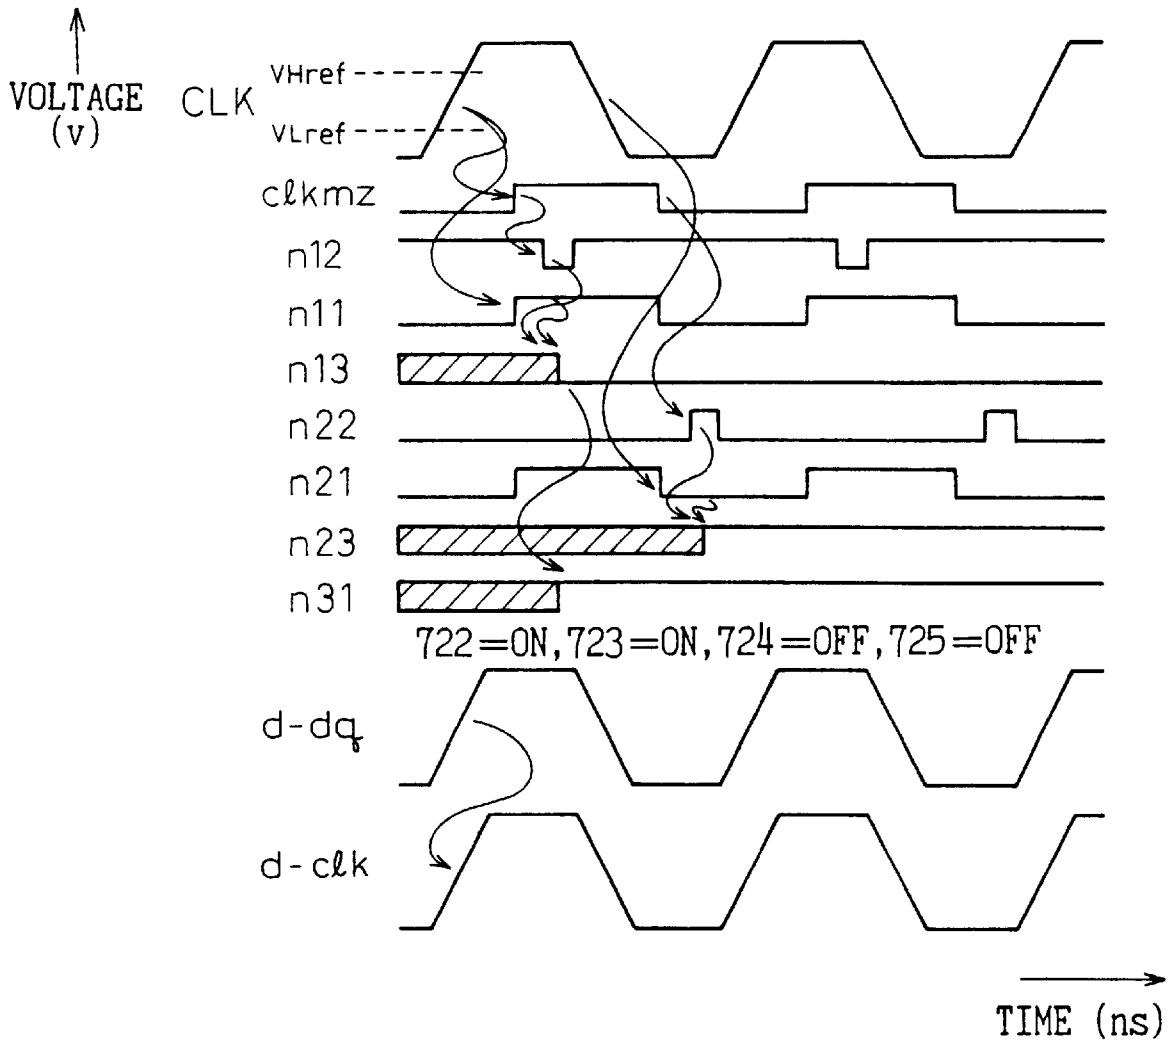 VHref
VOLTAGE
(v)
CLK
VLref
clkmz
n12
n11
n13
n22
n21
n23
n31
722=ON,723=ON,724=OFF,725=OFF
d-dq
d-clk
TIME (ns)